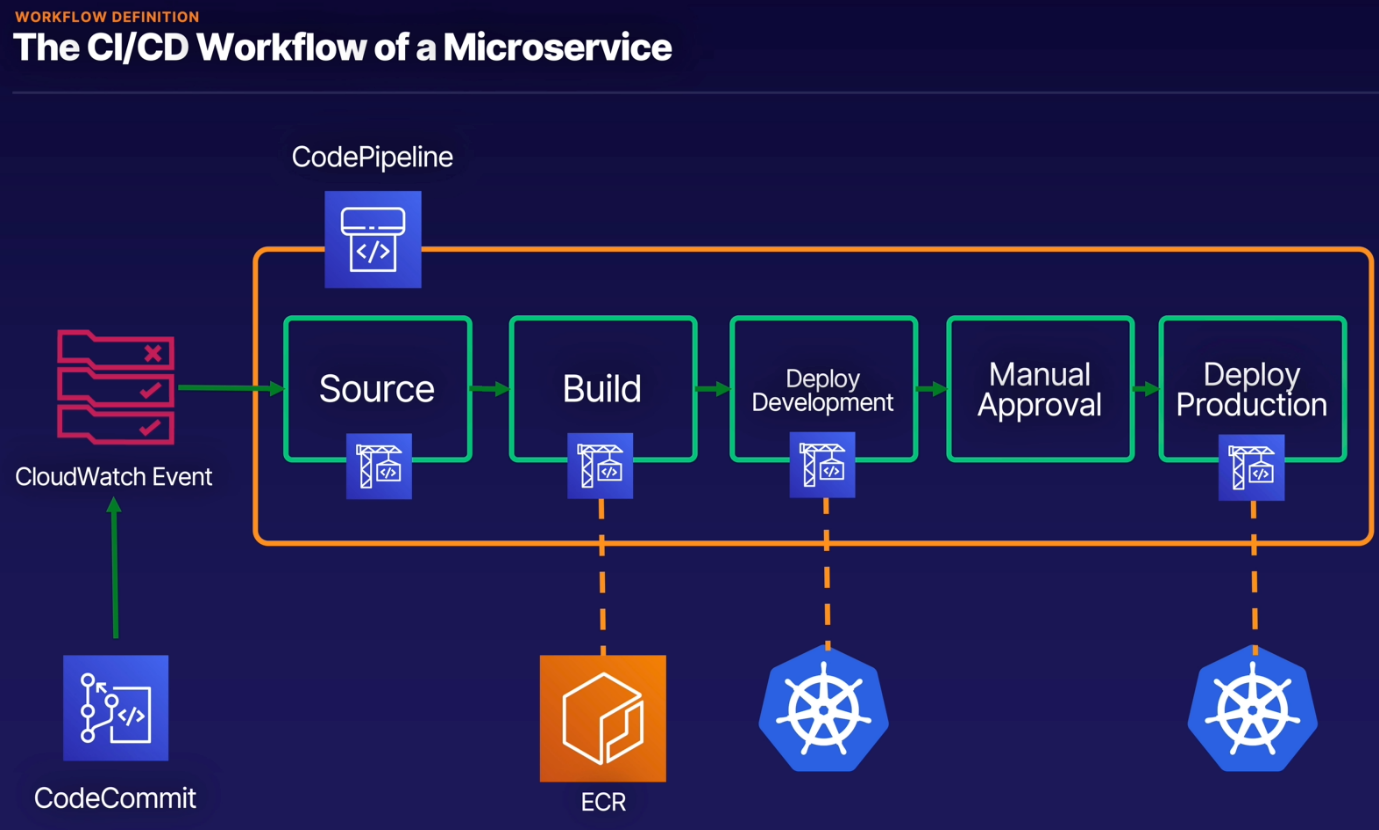 WORKFLOW DEFINITION
The CI/CD Workflow of a Microservice
CodePipeline
Source
Build
Deploy
Development
Manual
Approval
Deploy
Production
CloudWatch Event
CodeCommit
ECR